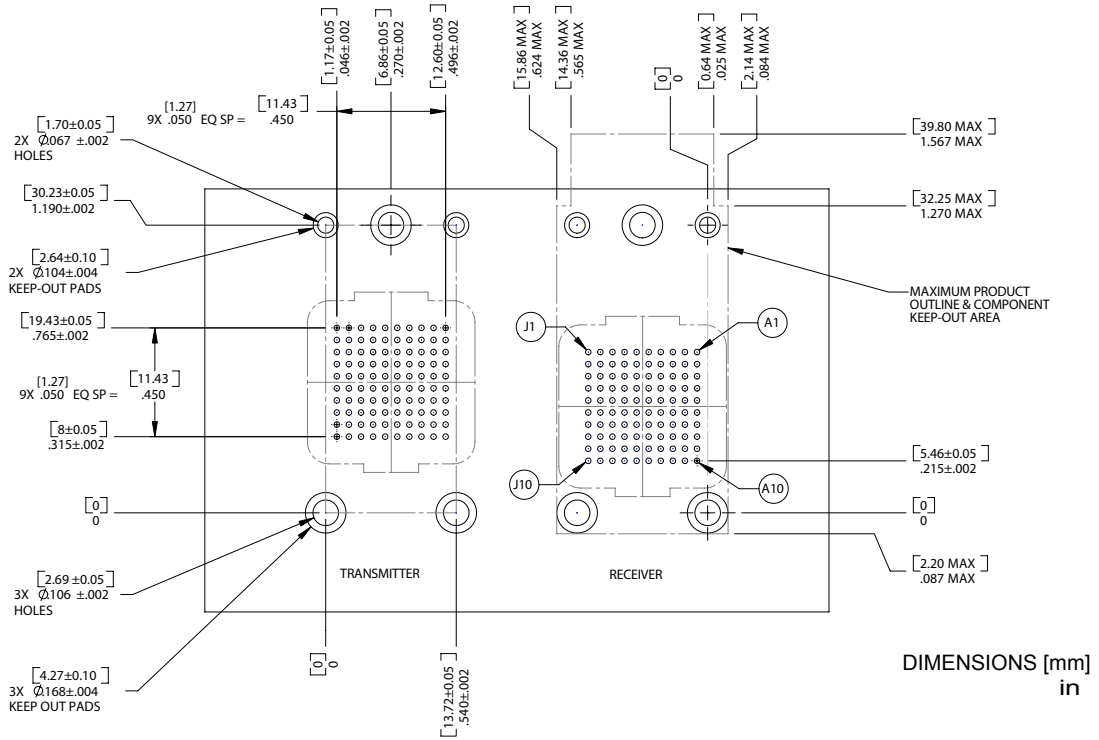 [1.17±0.05]
.046±.002
[6.86±0.05]
.270±.002
[12.60±0.05]
.496±.002
[15.86 MAX]
.624 MAX
[14.36 MAX]
.565 MAX
[0]
0
[0.64 MAX]
.025 MAX
[2.14 MAX]
.084 MAX
[1.27]
9X .050 EQ SP =
[11.43]
.450
[1.70±0.05]
2X Ø.067 ±.002
HOLES
[39.80 MAX]
1.567 MAX
[30.23±0.05]
1.190±.002
[32.25 MAX]
1.270 MAX
[2.64±0.10]
2X Ø.104±.004
KEEP-OUT PADS
MAXIMUM PRODUCT
OUTLINE & COMPONENT
KEEP-OUT AREA
[19.43±0.05]
.765±.002
J1
A1
[1.27]
9X .050 EQ SP =
[11.43]
.450
[8±0.05]
.315±.002
[5.46±0.05]
.215±.002
J10
A10
[0]
0
[0]
0
[2.69 ±0.05]
3X Ø.106 ±.002
HOLES
TRANSMITTER
RECEIVER
[2.20 MAX]
.087 MAX
[0]
0
[13.72±0.05]
.540±.002
[4.27±0.10]
3X Ø.168±.004
KEEP OUT PADS
DIMENSIONS [mm]
in